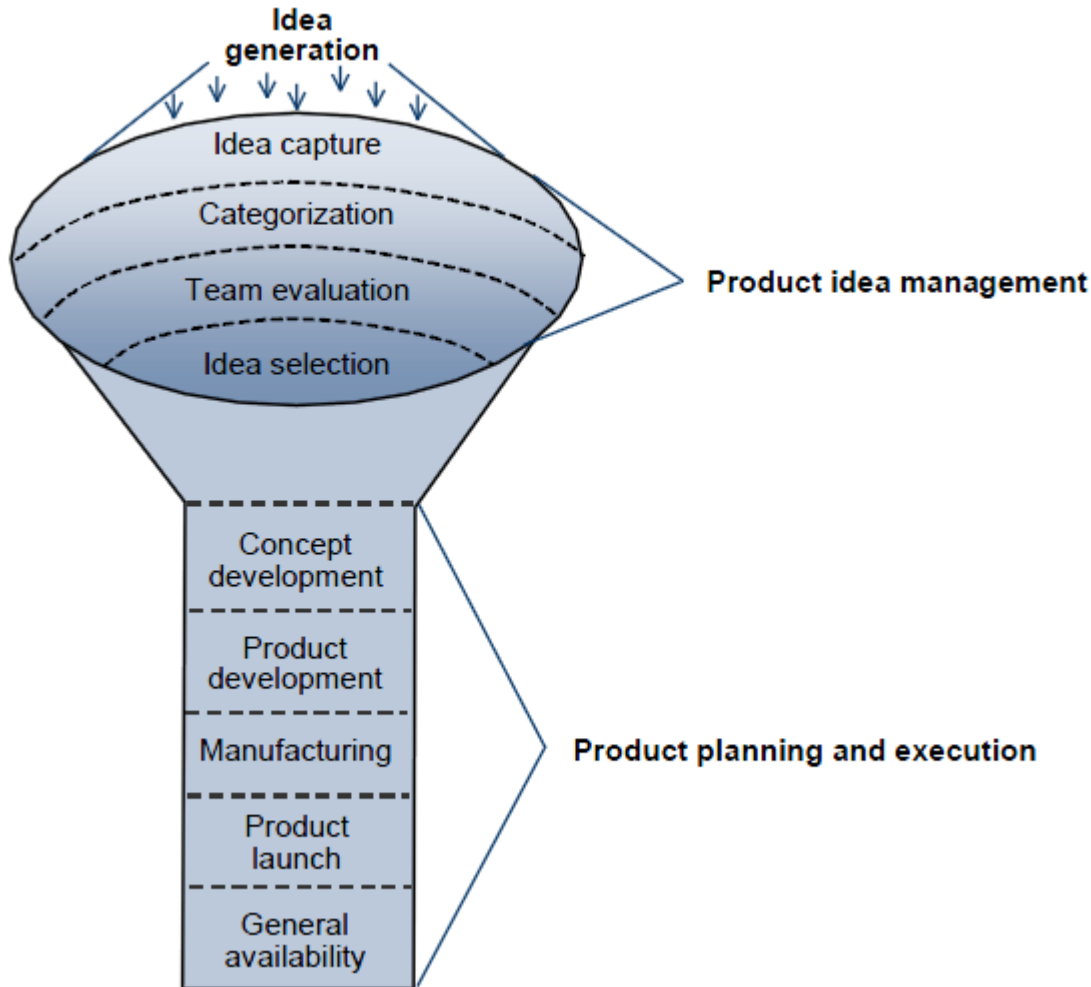 Idea
generation
Idea capture
Categorization
Team evaluation
Idea selection
Product idea management
Concept
development
Product
development
Manufacturing
Product planning and execution
Product
launch
General
availability